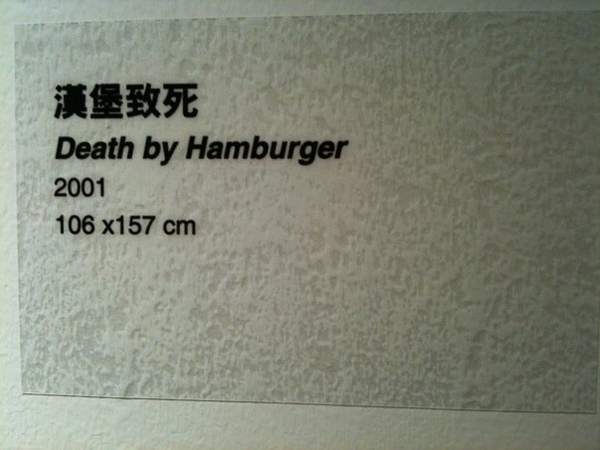 漢堡致死
Death by Hamburger
2001
106 x157 cm